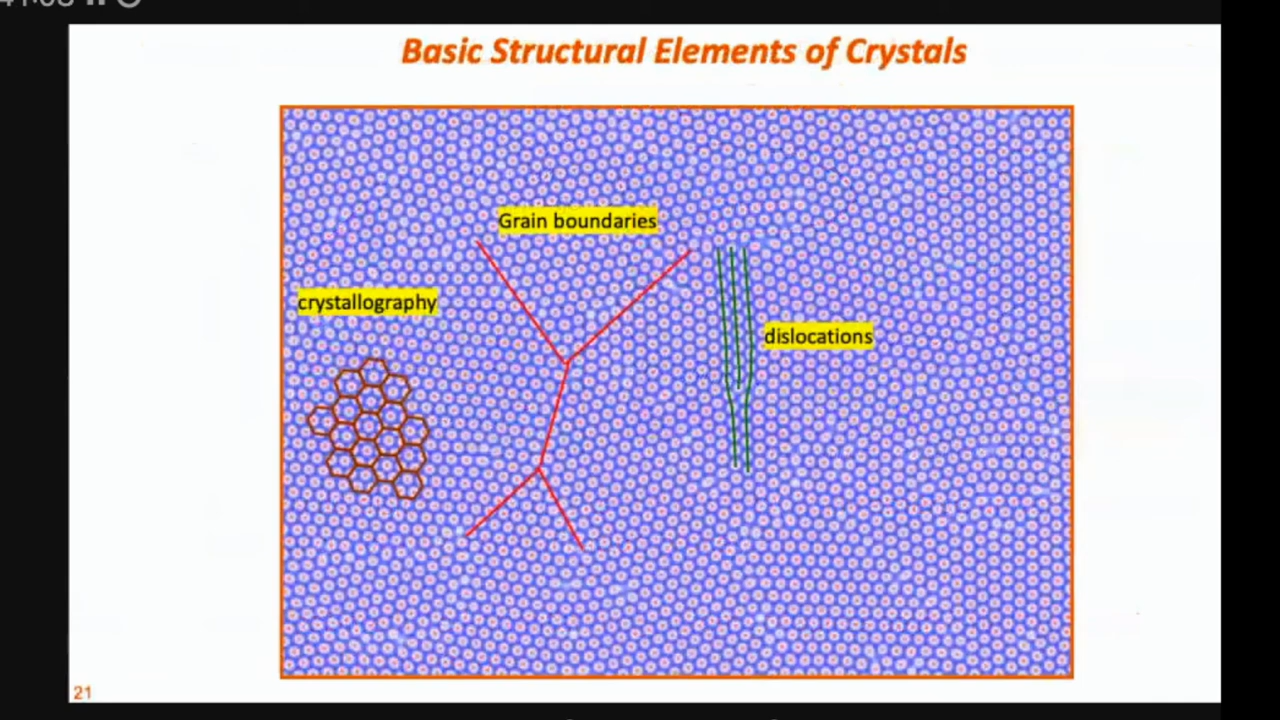 Basic Structural Elements of Crystals
Grain boundaries
crystallography
dislocations
21